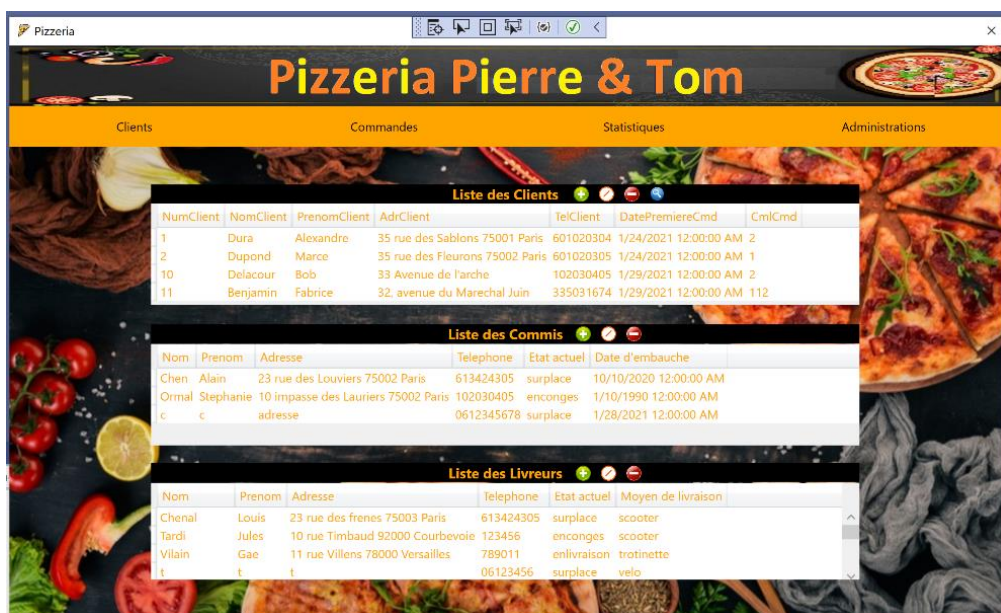 Pizzeria
Pizzeria Pierre & Tom
Clients Commandes Statistiques Administrations
Liste des Clients
NumClient NomClient PrenomClient AdrClient TelClient DatePremiereCmd CmlCmd
1 Dura Alexandre 35 rue des Sablons 75001 Paris 601020304 1/24/2021 12:00:00 AM 2
2 Dupond Marce 35 rue des Fleurons 75002 Paris 601020305 1/24/2021 12:00:00 AM 1
10 Delacour Bob 33 Avenue de l'arche 102030405 1/29/2021 12:00:00 AM 2
11 Benjamin Fabrice 32, avenue du Marechal Juin 335031674 1/29/2021 12:00:00 AM 112
Liste des Commis
Nom Prenom Adresse Telephone Etat actuel Date d'embauche
Chen Alain 23 rue des Louviers 75002 Paris 613424305 surplace 10/10/2020 12:00:00 AM
Ormal Stephanie 10 impasse des Lauriers 75002 Paris 102030405 enconges 1/10/1990 12:00:00 AM
c c adresse 0612345678 surplace 1/28/2021 12:00:00 AM
Liste des Livreurs
Nom Prenom Adresse Telephone Etat actuel Moyen de livraison
Chenal Louis 23 rue des frenes 75003 Paris 613424305 surplace scooter
Tardi Jules 10 rue Timbaud 92000 Courbevoie 123456 enconges scooter
Vilain Gae 11 rue Villens 78000 Versailles 789011 enlivraison trotinette
t t t 06123456 surplace velo